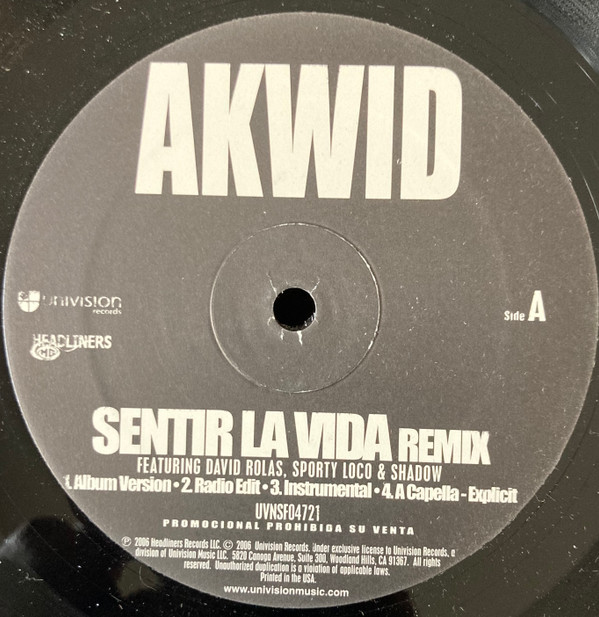 AKWID
univision
records
HEADLINERS
Side A
SENTIR LA VIDA REMIX
FEATURING DAVID ROLAS, SPORTY LOCO & SHADOW
1. Album Version • 2. Radio Edit • 3. Instrumental • 4. A Capella - Explicit
UVNSF04721
PROMOCIONAL PROHIBIDA SU VENTA
℗ 2006 Headliners Records LLC. © 2006 Univision Records. Under exclusive license to Univision Records, a
division of Univision Music LLC. 5820 Canoga Avenue, Suite 300, Woodland Hills, CA 91367. All rights
reserved. Unauthorized duplication is a violation of applicable laws.
Printed in the USA.
www.univisionmusic.com